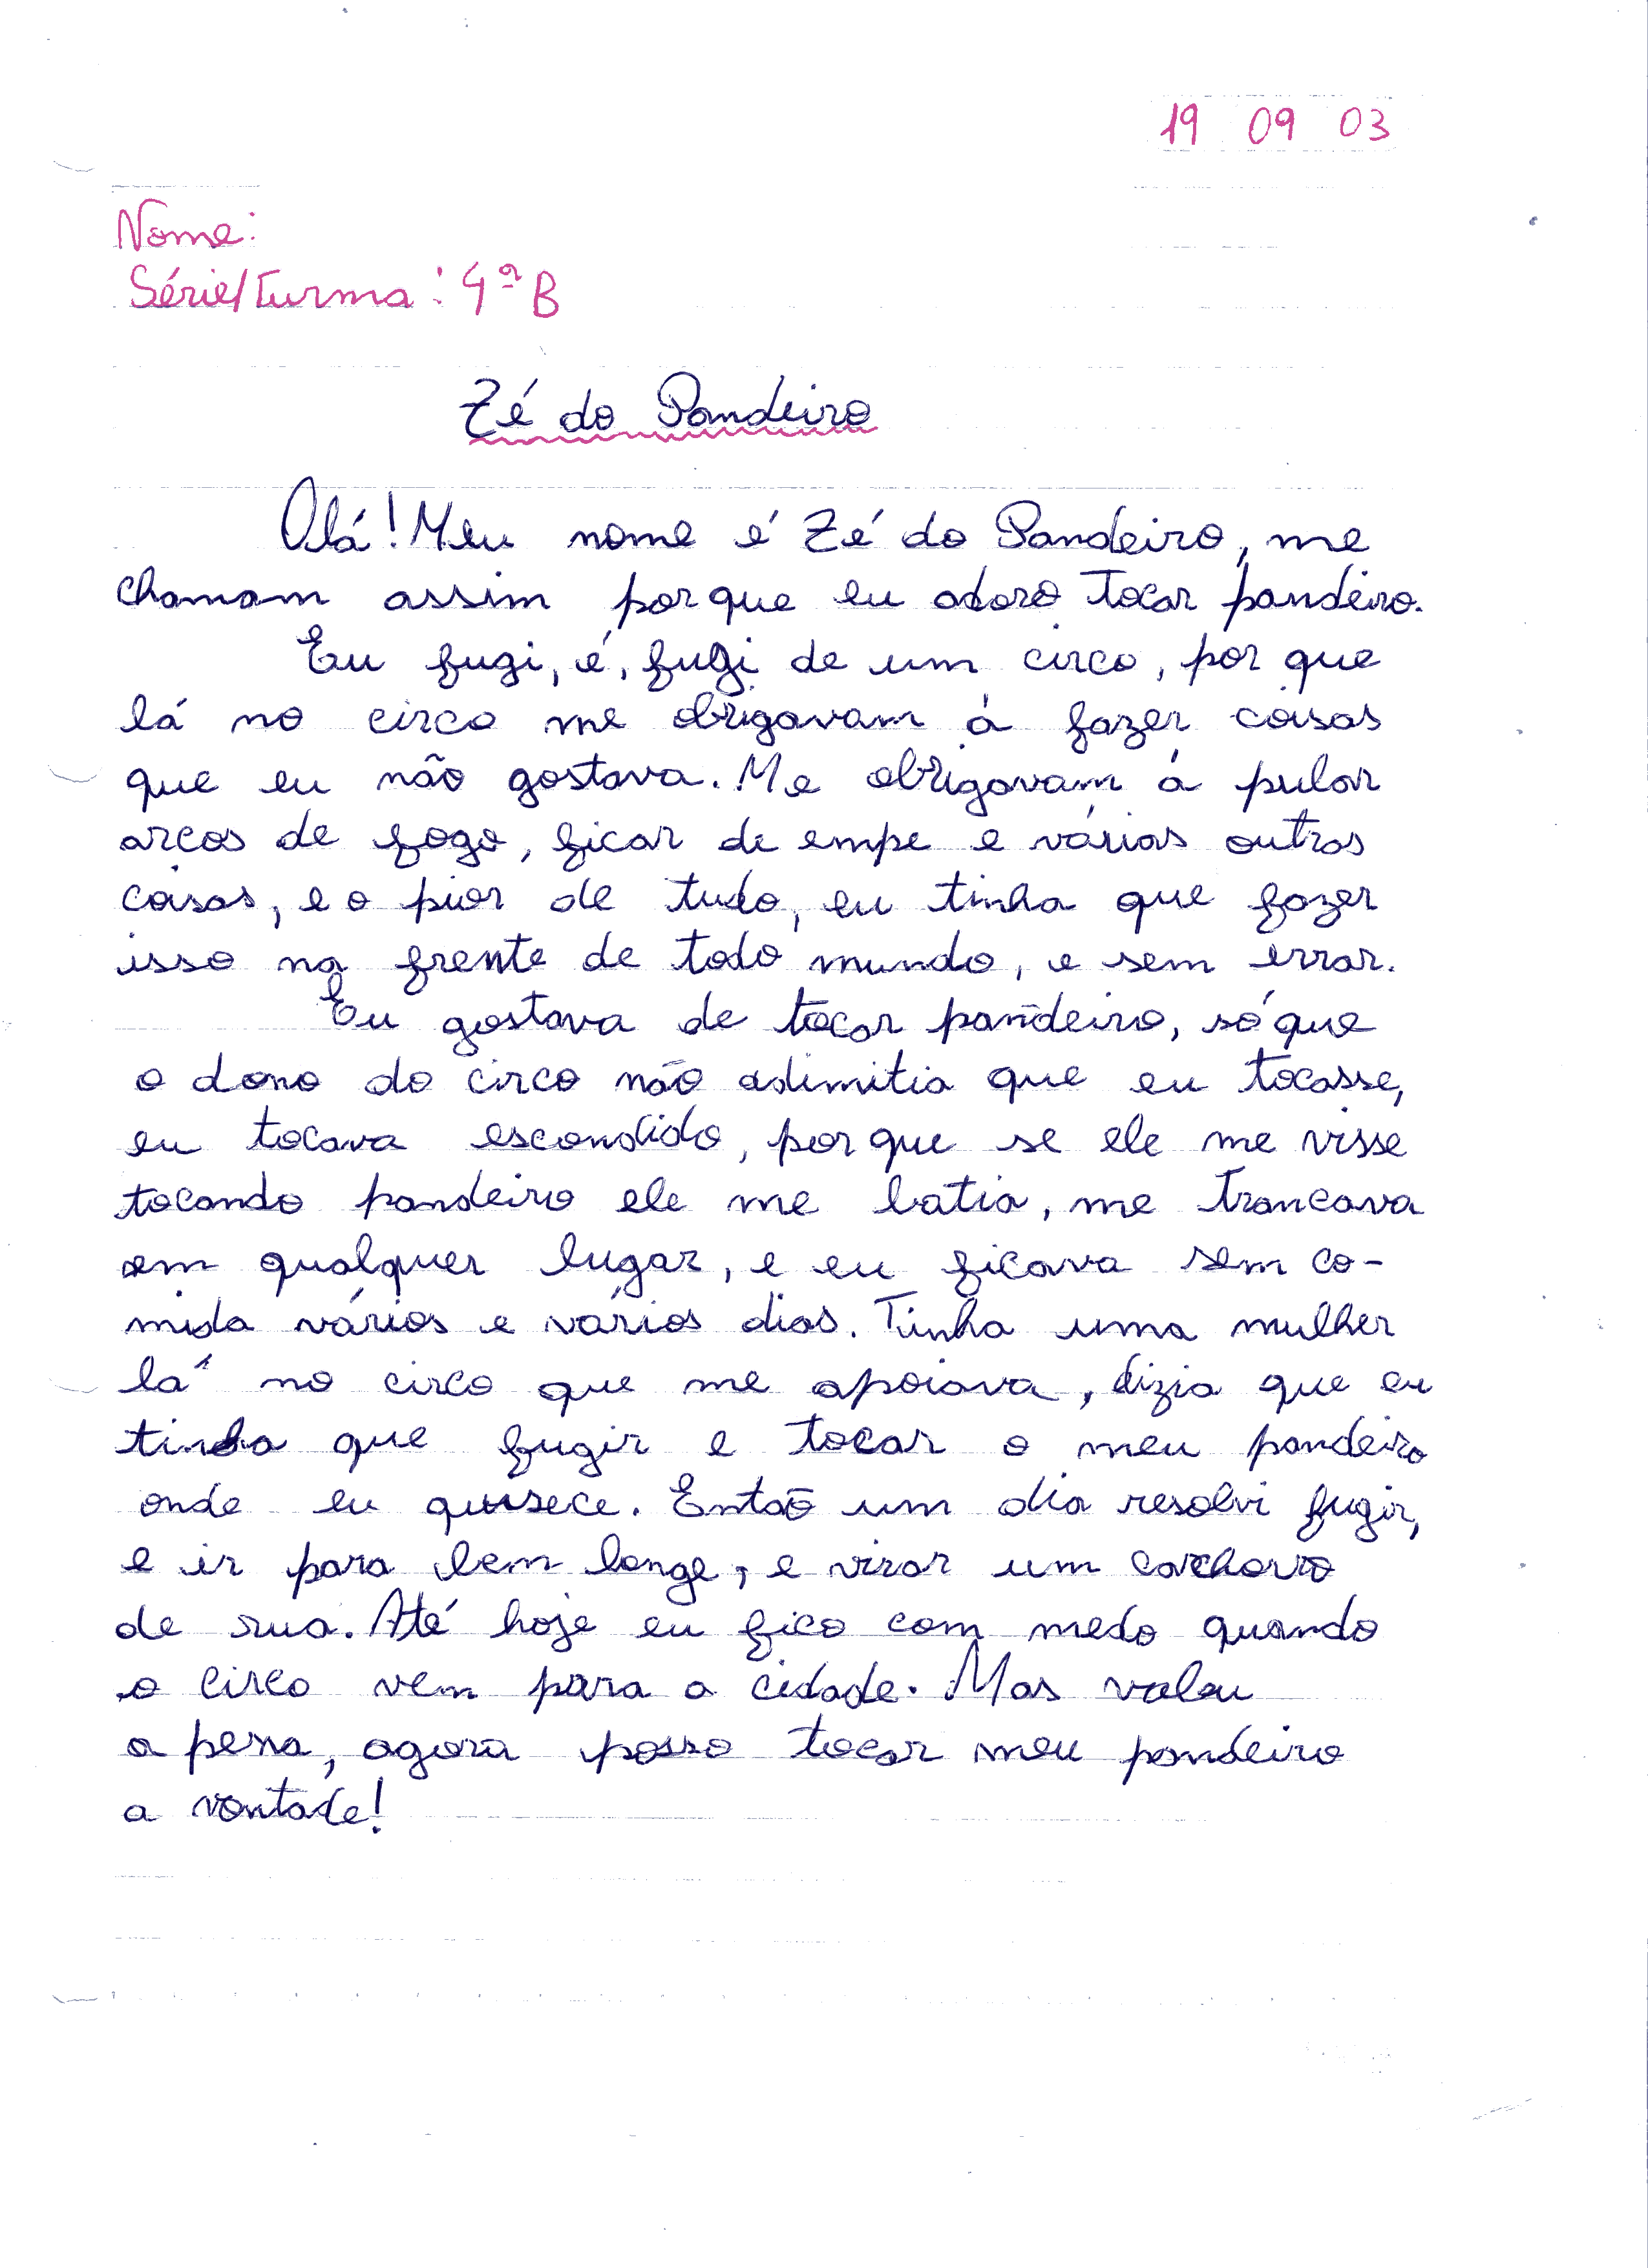 19 09 03
Nome:
Série/Turma: 4ª B
Zé do Pandeiro
Olá! Meu nome é Zé do Pandeiro, me
chamam assim por que eu adoro tocar pandeiro.
Eu fugi, é, fugi de um circo, por que
lá no circo me obrigavam á fazer coisas
que eu não gostava. Me obrigavam á pular
arcos de fogo, ficar de empe e várias outras
coisas, e o pior de tudo, eu tinha que fazer
isso na frente de todo mundo, e sem errar.
Eu gostava de tocar pandeiro, só que
o dono do circo não adimitia que eu tocasse,
eu tocava escondido, por que se ele me visse
tocando pandeiro ele me batia, me trancava
em qualquer lugar, e eu ficava sem co-
mida vários e vários dias. Tinha uma mulher
lá no circo que me apoiava, dizia que eu
tinha que fugir e tocar o meu pandeiro
onde eu quisece. Então um dia resolvi fugir,
e ir para bem longe, e virar um cachorro
de rua. Até hoje eu fico com medo quando
o circo vem para a cidade. Mas valeu
a pena, agora posso tocar meu pandeiro
a vontade!